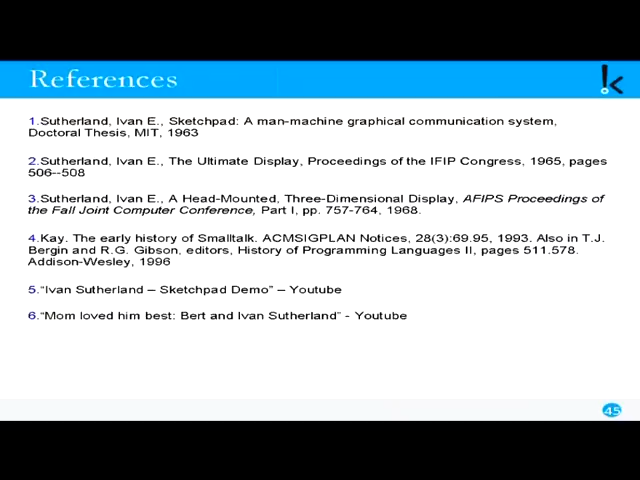 References
1.Sutherland, Ivan E., Sketchpad: A man-machine graphical communication system,
Doctoral Thesis, MIT, 1963
2.Sutherland, Ivan E., The Ultimate Display, Proceedings of the IFIP Congress, 1965, pages
506--508
3.Sutherland, Ivan E., A Head-Mounted, Three-Dimensional Display, AFIPS Proceedings of
the Fall Joint Computer Conference, Part I, pp. 757-764, 1968.
4.Kay. The early history of Smalltalk. ACMSIGPLAN Notices, 28(3):69.95, 1993. Also in T.J.
Bergin and R.G. Gibson, editors, History of Programming Languages II, pages 511.578.
Addison-Wesley, 1996
5.“Ivan Sutherland – Sketchpad Demo” – Youtube
6.“Mom loved him best: Bert and Ivan Sutherland” - Youtube
45